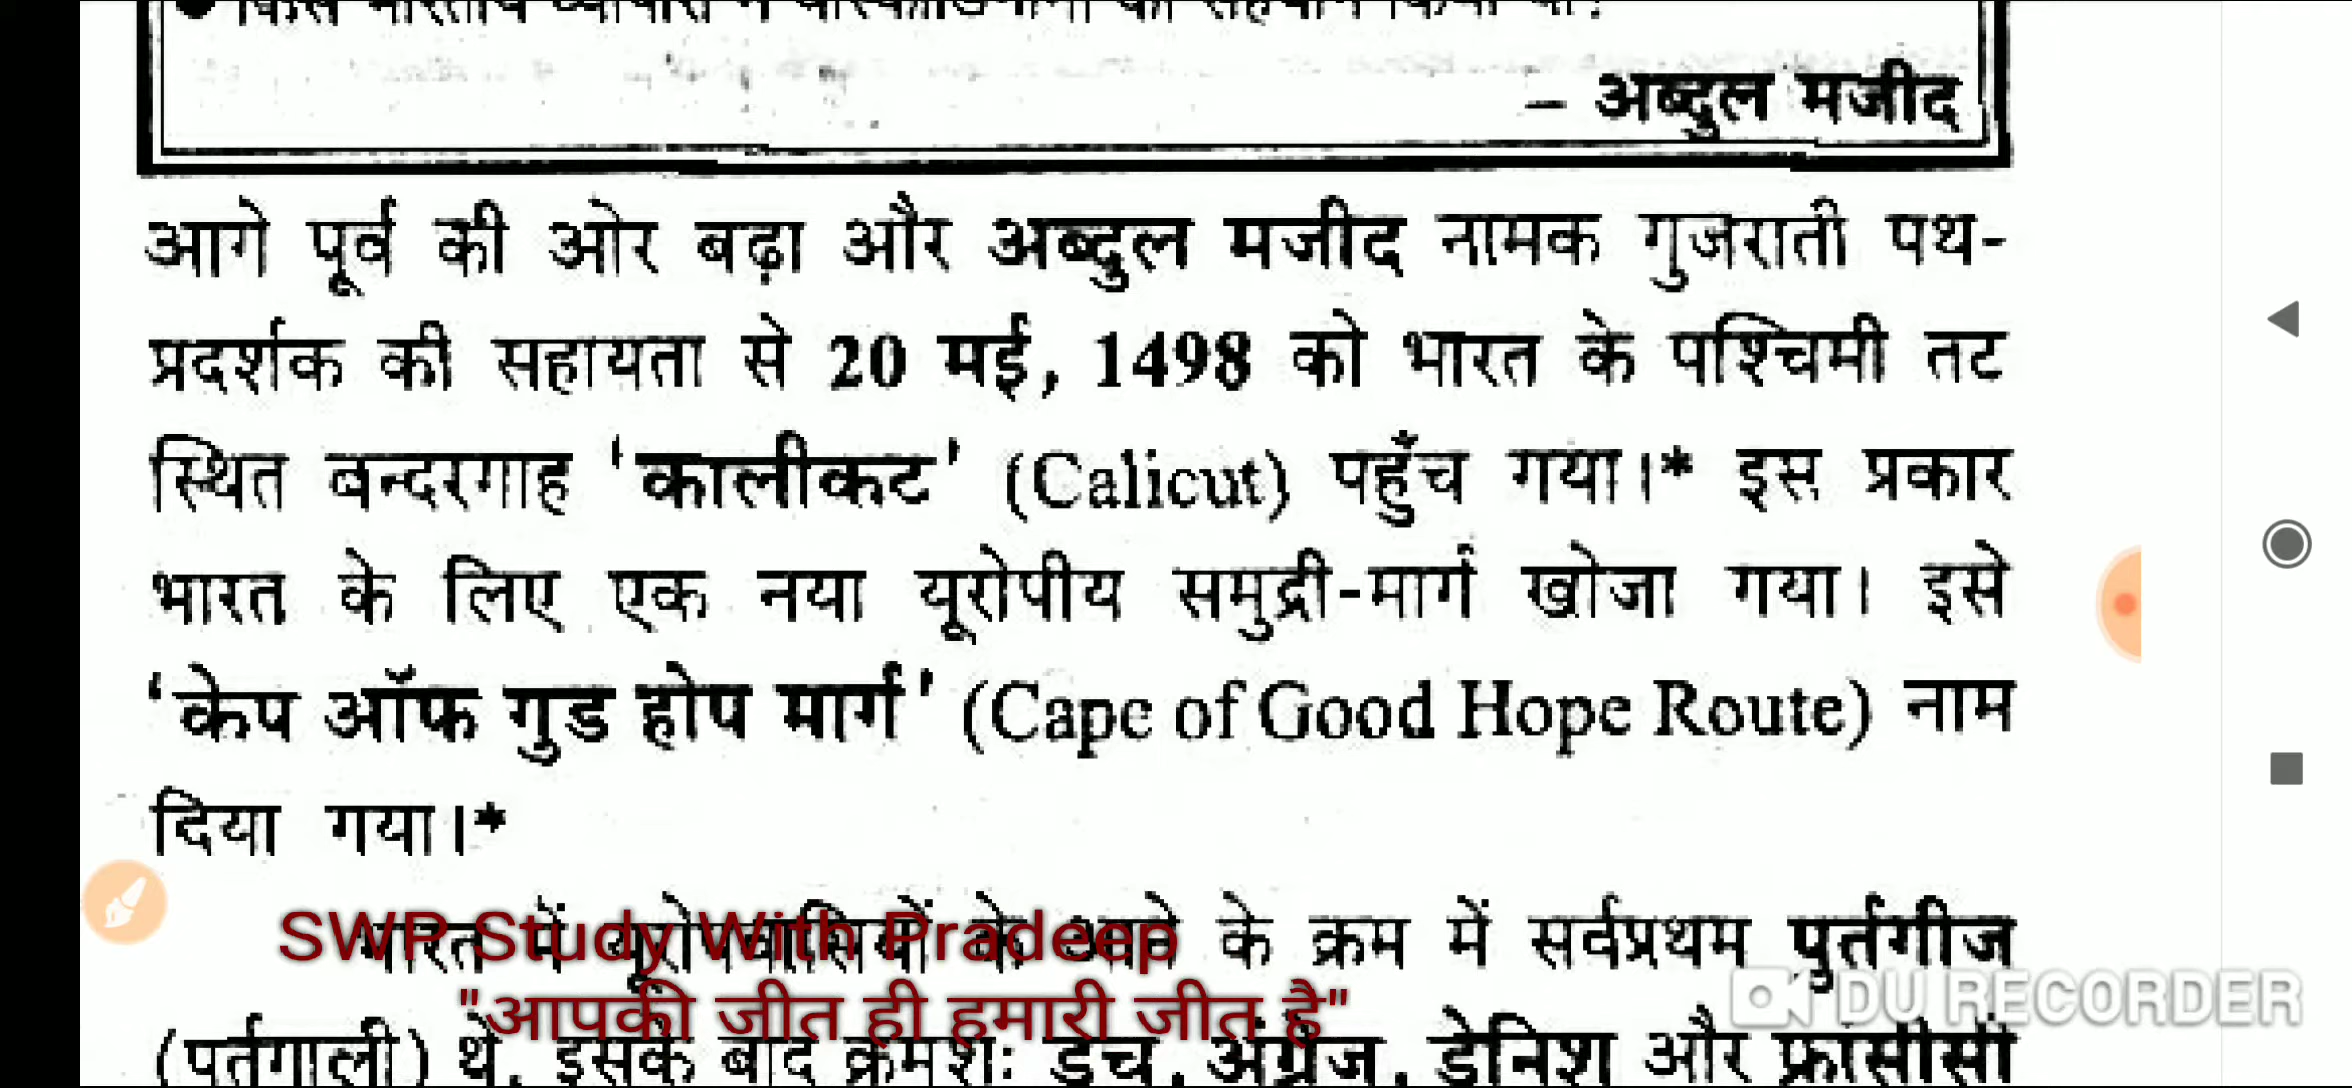 – अब्दुल मजीद
आगे पूर्व की ओर बढ़ा और अब्दुल मजीद नामक गुजराती पथ-
प्रदर्शक की सहायता से 20 मई, 1498 को भारत के पश्चिमी तट
स्थित बन्दरगाह 'कालीकट' (Calicut) पहुँच गया।* इस प्रकार
भारत के लिए एक नया यूरोपीय समुद्री-मार्ग खोजा गया। इसे
'केप ऑफ गुड होप मार्ग' (Cape of Good Hope Route) नाम
दिया गया।*
भारत में यूरोपवासियों के आने के क्रम में सर्वप्रथम पुर्तगीज
SWP Study With Pradeep
"आपकी जीत ही हमारी जीत है"
DU RECORDER
(पुर्तगाली) थे, इसके बाद क्रमशः डच, अंग्रेज, डेनिश और फ्रांसीसी